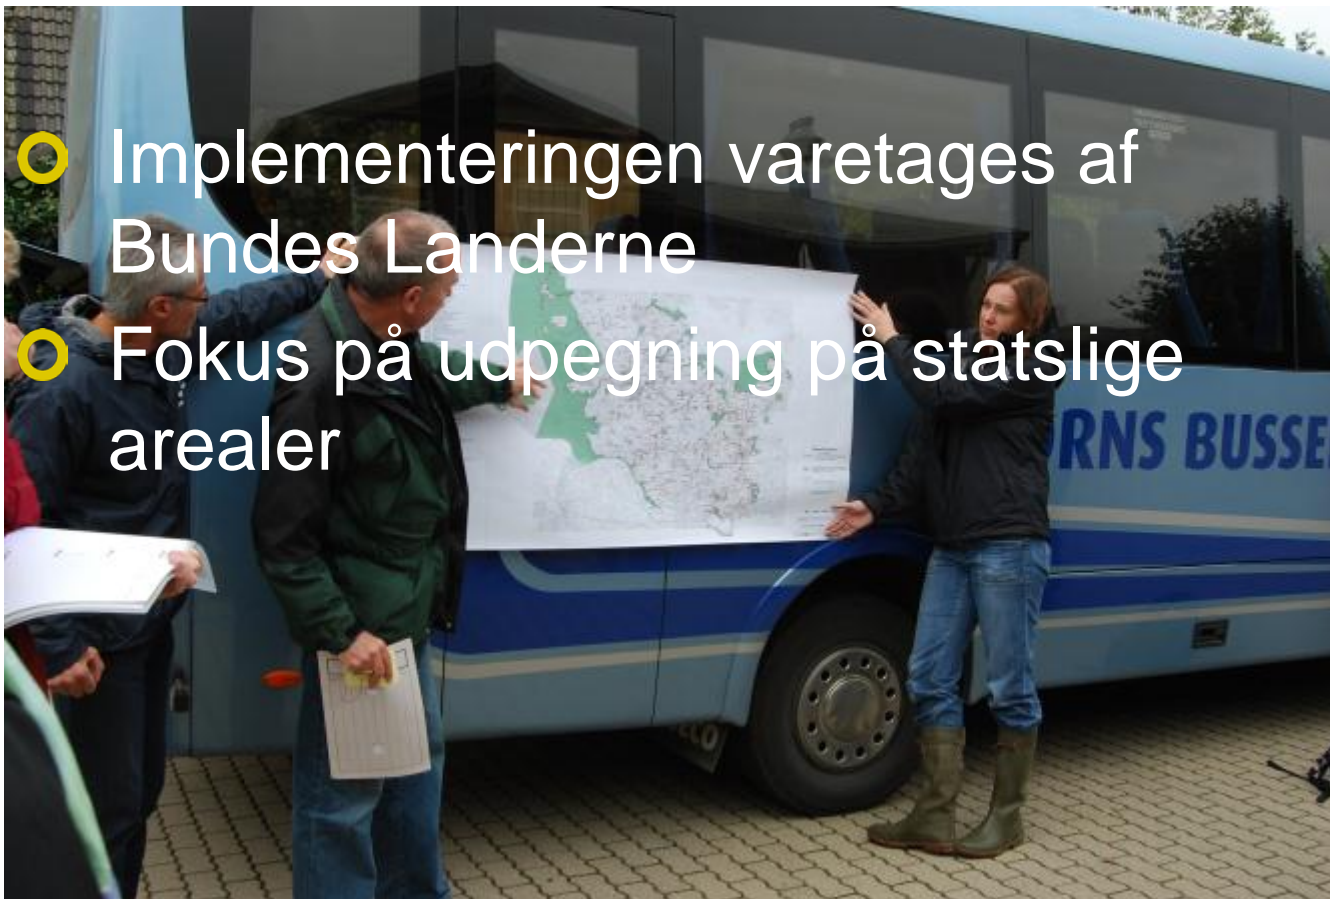 Implementeringen varetages af
Bundes Landerne
Fokus på udpegning på statslige
arealer
RNS BUSSE